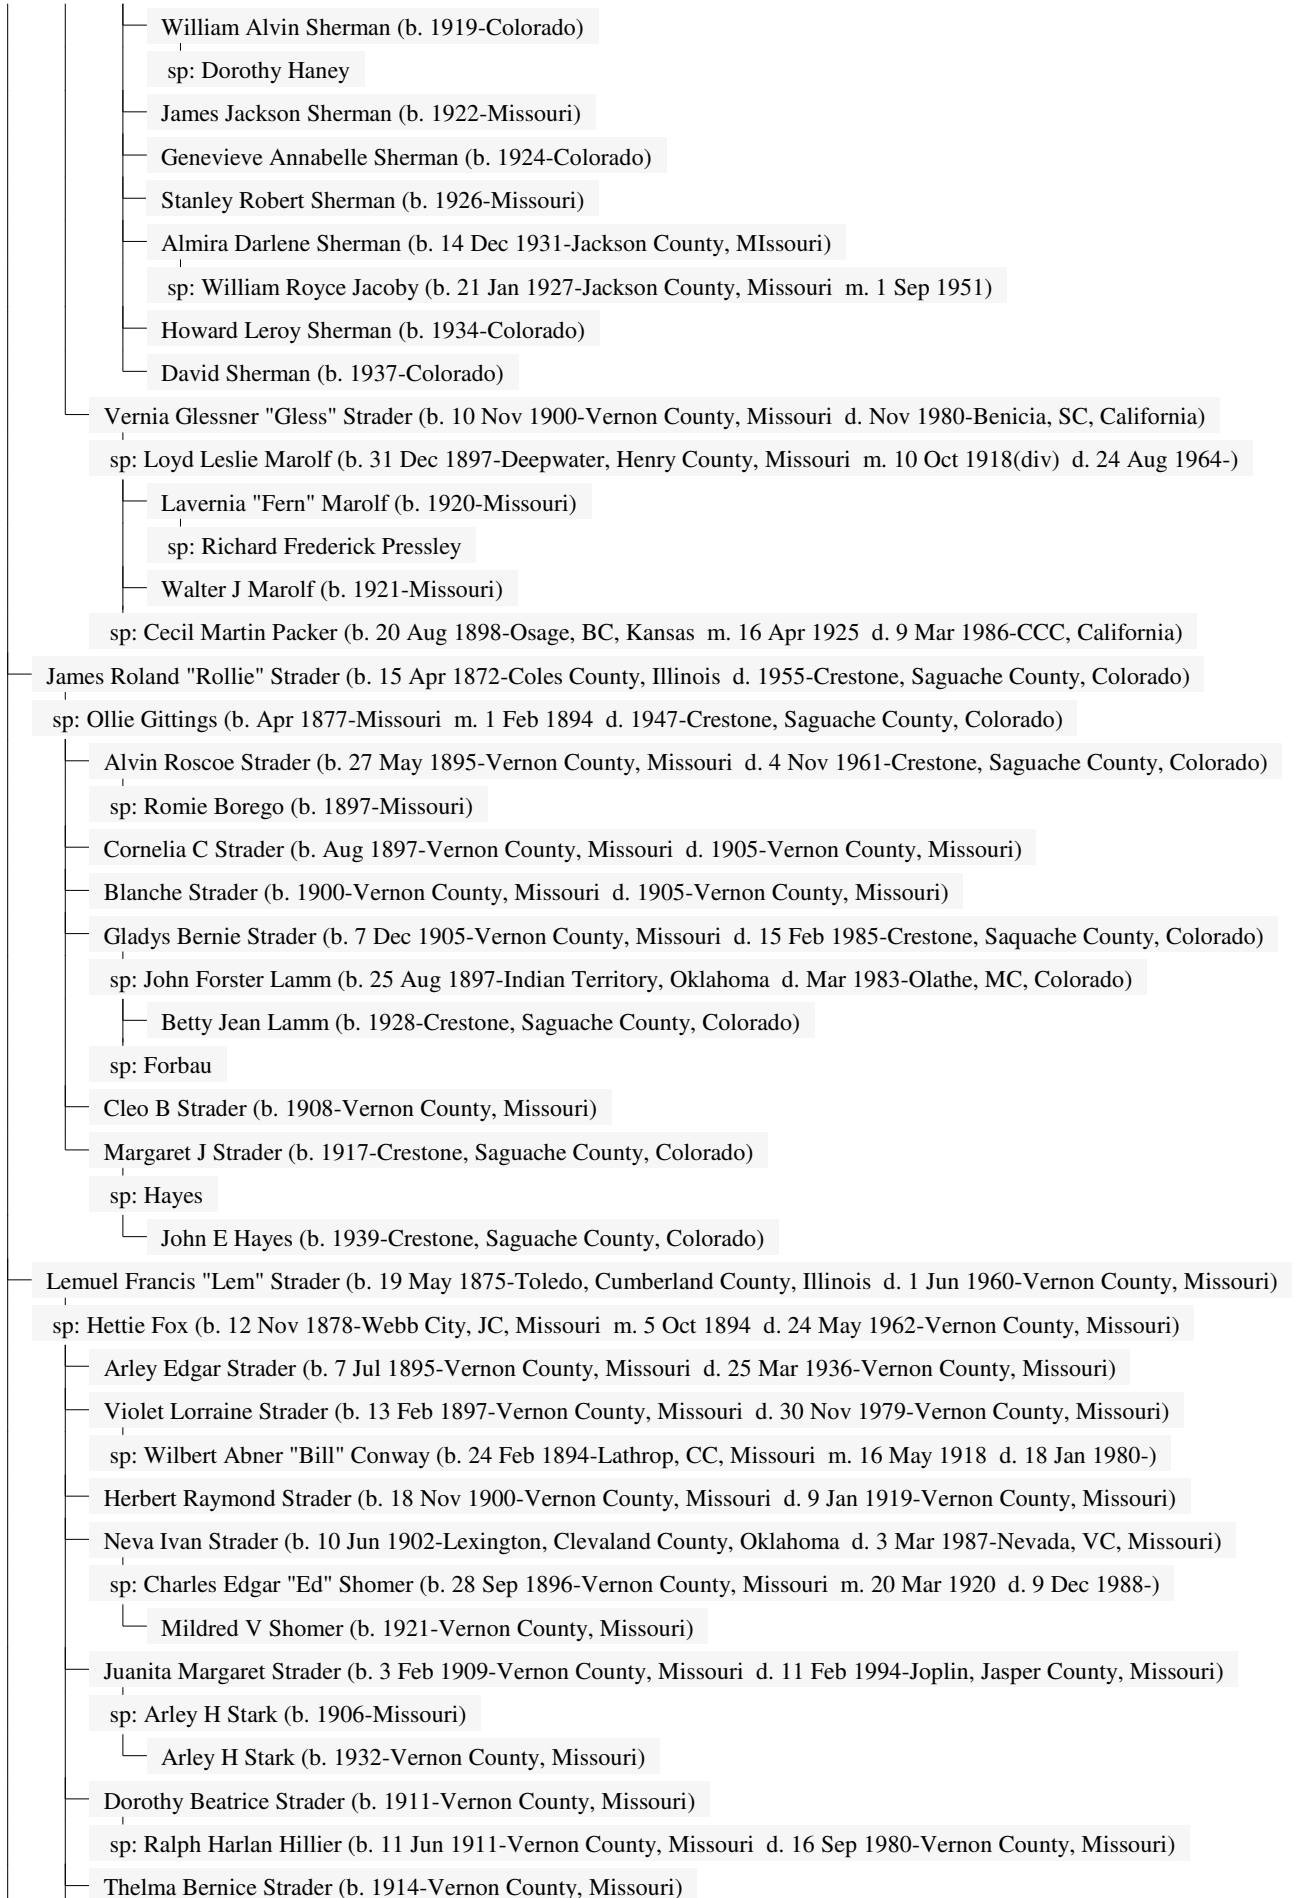 William Alvin Sherman (b. 1919-Colorado)
sp: Dorothy Haney
James Jackson Sherman (b. 1922-Missouri)
Genevieve Annabelle Sherman (b. 1924-Colorado)
Stanley Robert Sherman (b. 1926-Missouri)
Almira Darlene Sherman (b. 14 Dec 1931-Jackson County, MIssouri)
sp: William Royce Jacoby (b. 21 Jan 1927-Jackson County, Missouri  m. 1 Sep 1951)
Howard Leroy Sherman (b. 1934-Colorado)
David Sherman (b. 1937-Colorado)
Vernia Glessner "Gless" Strader (b. 10 Nov 1900-Vernon County, Missouri  d. Nov 1980-Benicia, SC, California)
sp: Loyd Leslie Marolf (b. 31 Dec 1897-Deepwater, Henry County, Missouri  m. 10 Oct 1918(div)  d. 24 Aug 1964-)
Lavernia "Fern" Marolf (b. 1920-Missouri)
sp: Richard Frederick Pressley
Walter J Marolf (b. 1921-Missouri)
sp: Cecil Martin Packer (b. 20 Aug 1898-Osage, BC, Kansas  m. 16 Apr 1925  d. 9 Mar 1986-CCC, California)
James Roland "Rollie" Strader (b. 15 Apr 1872-Coles County, Illinois  d. 1955-Crestone, Saguache County, Colorado)
sp: Ollie Gittings (b. Apr 1877-Missouri  m. 1 Feb 1894  d. 1947-Crestone, Saguache County, Colorado)
Alvin Roscoe Strader (b. 27 May 1895-Vernon County, Missouri  d. 4 Nov 1961-Crestone, Saguache County, Colorado)
sp: Romie Borego (b. 1897-Missouri)
Cornelia C Strader (b. Aug 1897-Vernon County, Missouri  d. 1905-Vernon County, Missouri)
Blanche Strader (b. 1900-Vernon County, Missouri  d. 1905-Vernon County, Missouri)
Gladys Bernie Strader (b. 7 Dec 1905-Vernon County, Missouri  d. 15 Feb 1985-Crestone, Saquache County, Colorado)
sp: John Forster Lamm (b. 25 Aug 1897-Indian Territory, Oklahoma  d. Mar 1983-Olathe, MC, Colorado)
Betty Jean Lamm (b. 1928-Crestone, Saguache County, Colorado)
sp: Forbau
Cleo B Strader (b. 1908-Vernon County, Missouri)
Margaret J Strader (b. 1917-Crestone, Saguache County, Colorado)
sp: Hayes
John E Hayes (b. 1939-Crestone, Saguache County, Colorado)
Lemuel Francis "Lem" Strader (b. 19 May 1875-Toledo, Cumberland County, Illinois  d. 1 Jun 1960-Vernon County, Missouri)
sp: Hettie Fox (b. 12 Nov 1878-Webb City, JC, Missouri  m. 5 Oct 1894  d. 24 May 1962-Vernon County, Missouri)
Arley Edgar Strader (b. 7 Jul 1895-Vernon County, Missouri  d. 25 Mar 1936-Vernon County, Missouri)
Violet Lorraine Strader (b. 13 Feb 1897-Vernon County, Missouri  d. 30 Nov 1979-Vernon County, Missouri)
sp: Wilbert Abner "Bill" Conway (b. 24 Feb 1894-Lathrop, CC, Missouri  m. 16 May 1918  d. 18 Jan 1980-)
Herbert Raymond Strader (b. 18 Nov 1900-Vernon County, Missouri  d. 9 Jan 1919-Vernon County, Missouri)
Neva Ivan Strader (b. 10 Jun 1902-Lexington, Clevaland County, Oklahoma  d. 3 Mar 1987-Nevada, VC, Missouri)
sp: Charles Edgar "Ed" Shomer (b. 28 Sep 1896-Vernon County, Missouri  m. 20 Mar 1920  d. 9 Dec 1988-)
Mildred V Shomer (b. 1921-Vernon County, Missouri)
Juanita Margaret Strader (b. 3 Feb 1909-Vernon County, Missouri  d. 11 Feb 1994-Joplin, Jasper County, Missouri)
sp: Arley H Stark (b. 1906-Missouri)
Arley H Stark (b. 1932-Vernon County, Missouri)
Dorothy Beatrice Strader (b. 1911-Vernon County, Missouri)
sp: Ralph Harlan Hillier (b. 11 Jun 1911-Vernon County, Missouri  d. 16 Sep 1980-Vernon County, Missouri)
Thelma Bernice Strader (b. 1914-Vernon County, Missouri)